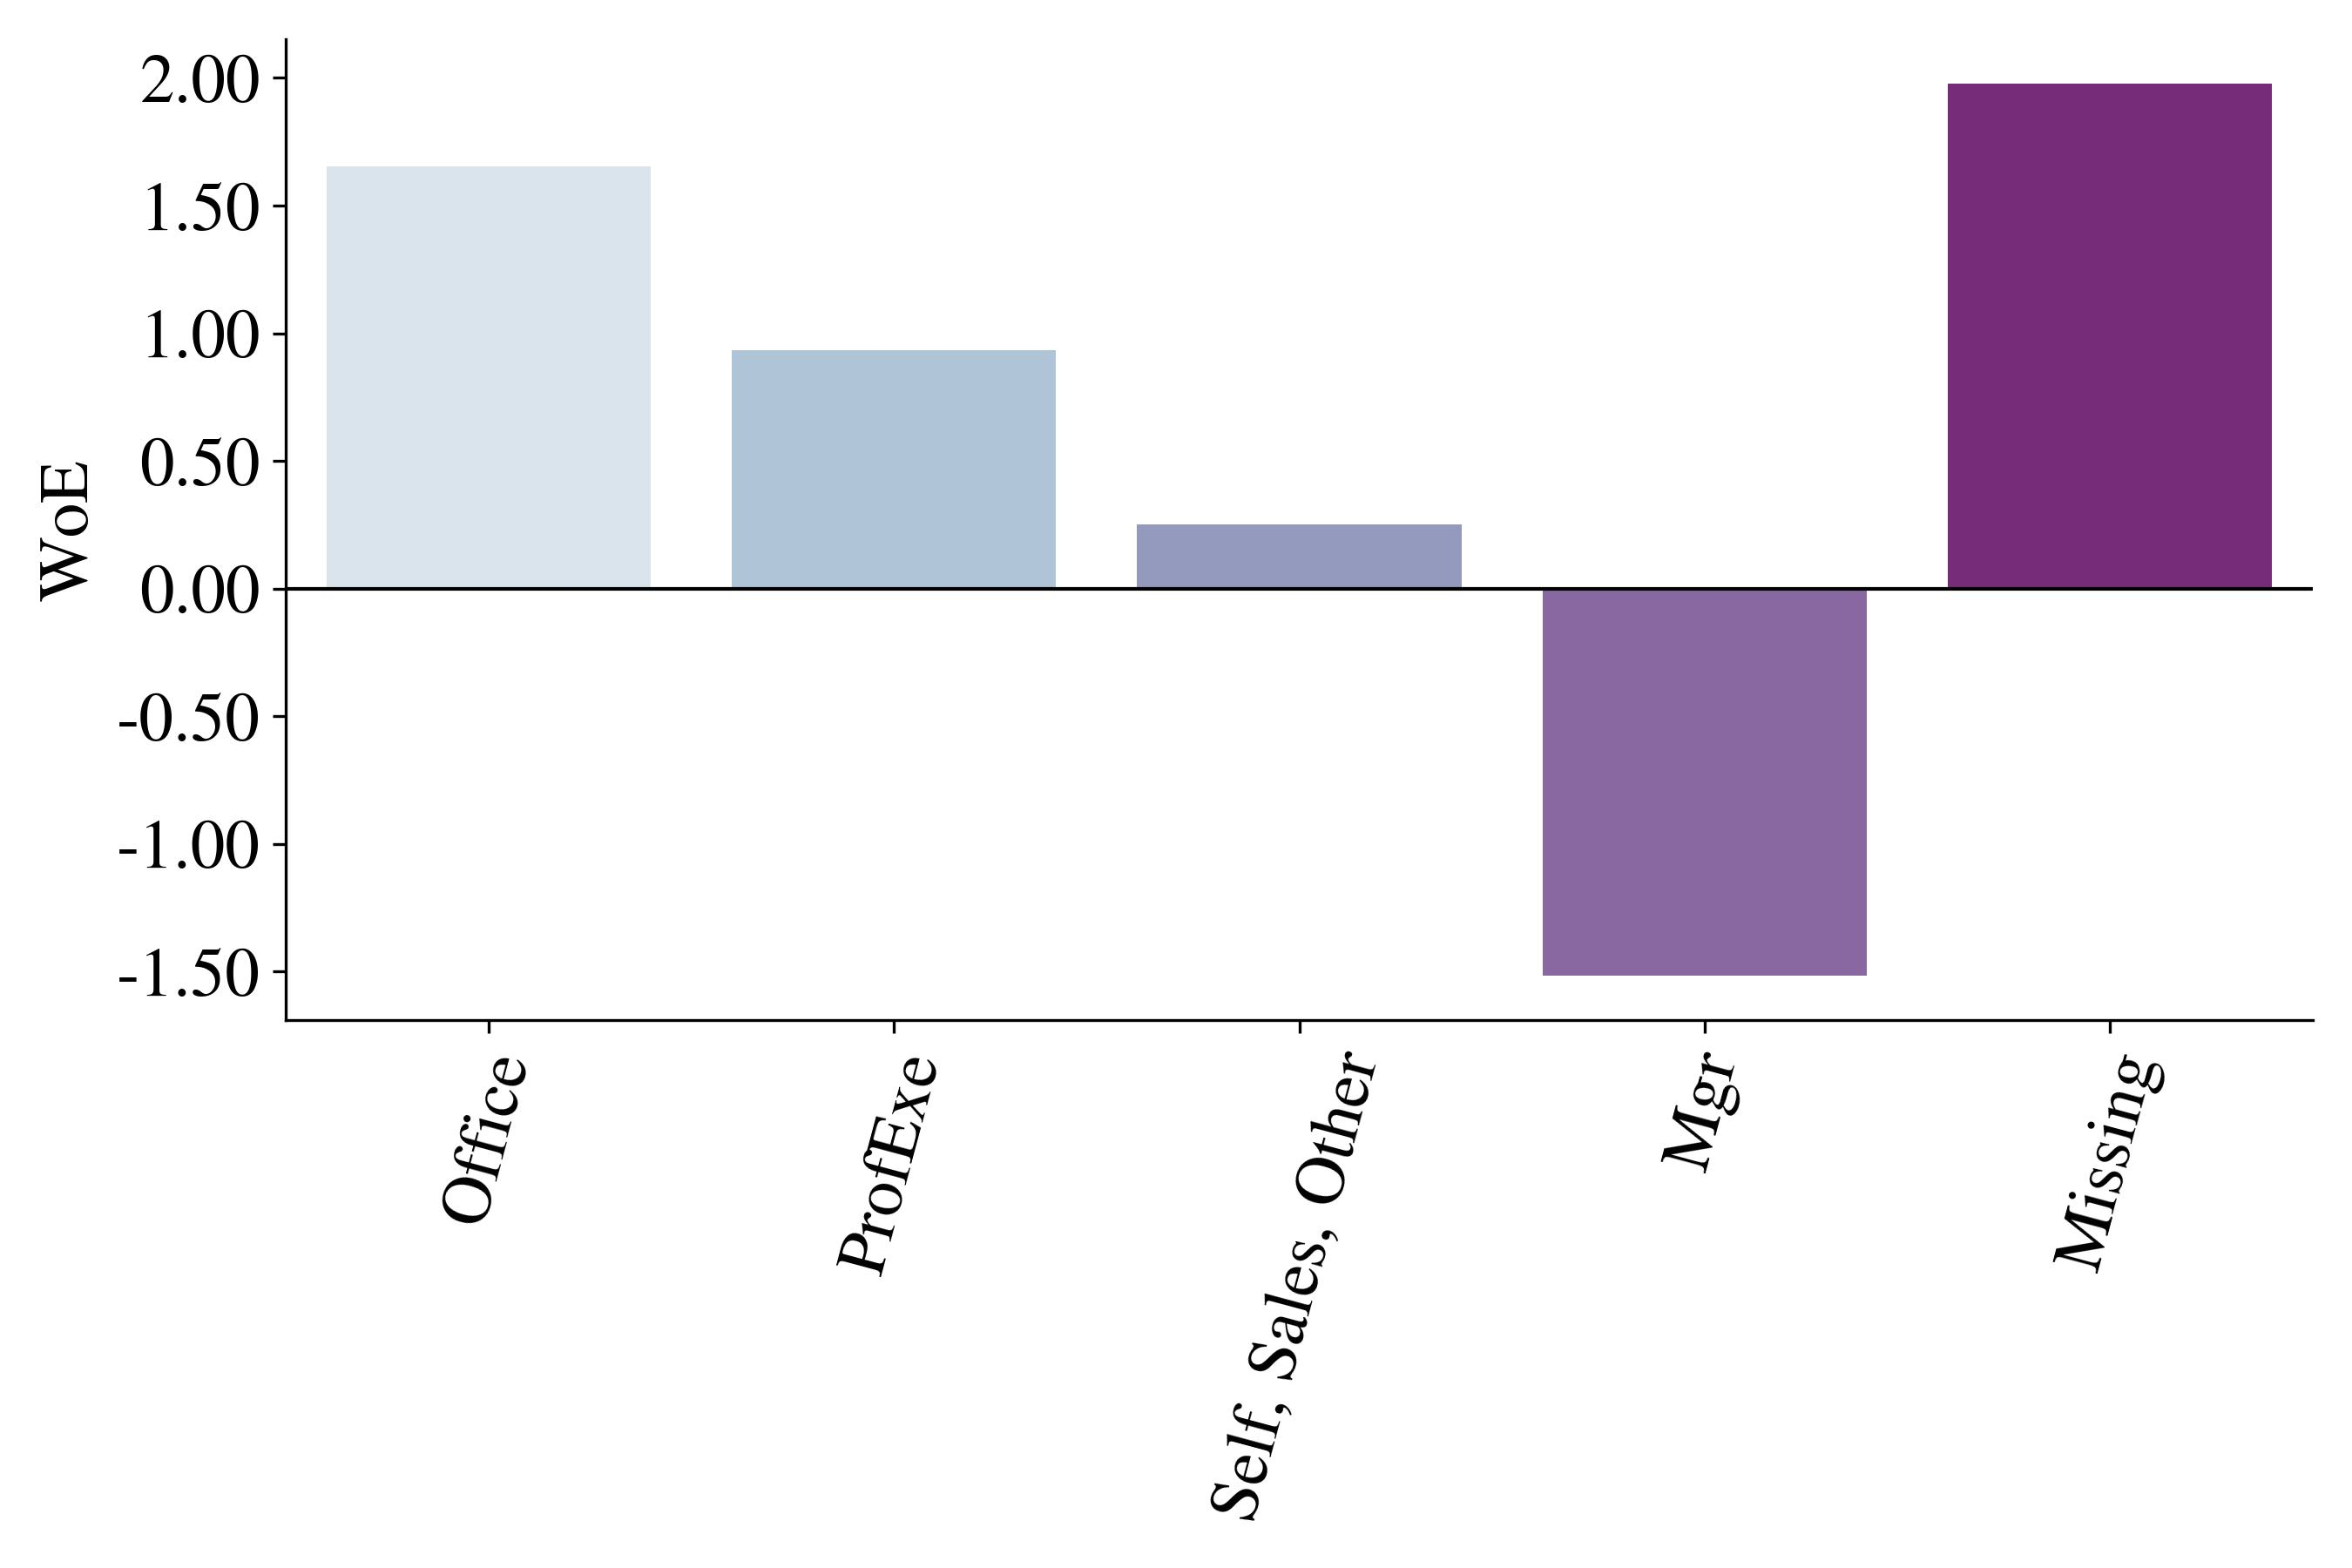 WoE
2.00
1.50
1.00
0.50
0.00
-0.50
-1.00
-1.50
Office
ProfExe
Self, Sales, Other
Mgr
Missing